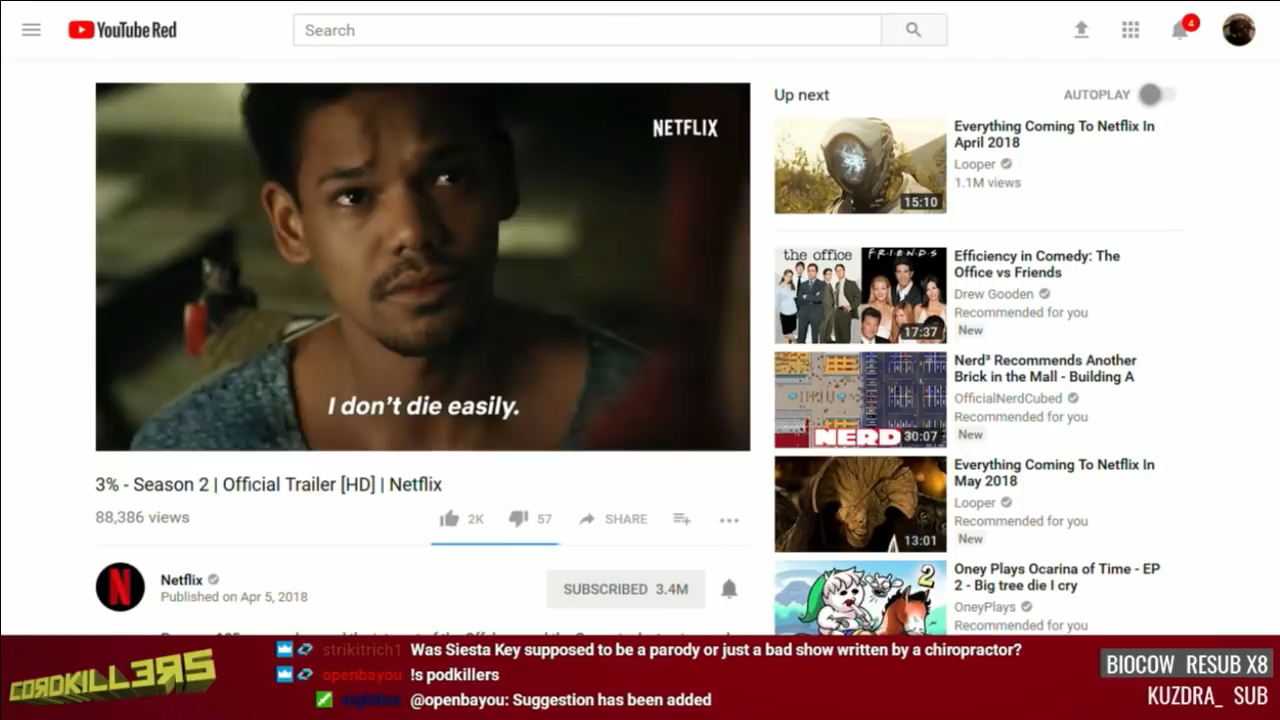 YouTube Red
Search
4
NETFLIX
I don't die easily.
3% - Season 2 | Official Trailer [HD] | Netflix
88,386 views
2K
57
SHARE
N
Netflix
Published on Apr 5, 2018
SUBSCRIBED 3.4M
Up next
AUTOPLAY
15:10
Everything Coming To Netflix In
April 2018
Looper
1.1M views
the office
FRIENDS
17:37
Efficiency in Comedy: The
Office vs Friends
Drew Gooden
Recommended for you
New
NERD
30:07
Nerd³ Recommends Another
Brick in the Mall - Building A
OfficialNerdCubed
Recommended for you
New
13:01
Everything Coming To Netflix In
May 2018
Looper
Recommended for you
New
2
Oney Plays Ocarina of Time - EP
2 - Big tree die I cry
OneyPlays
Recommended for you
CORDKILLERS
strikitrich1 Was Siesta Key supposed to be a parody or just a bad show written by a chiropractor?
openbayou !s podkillers
@openbayou: Suggestion has been added
BIOCOW RESUB X8
KUZDRA_ SUB